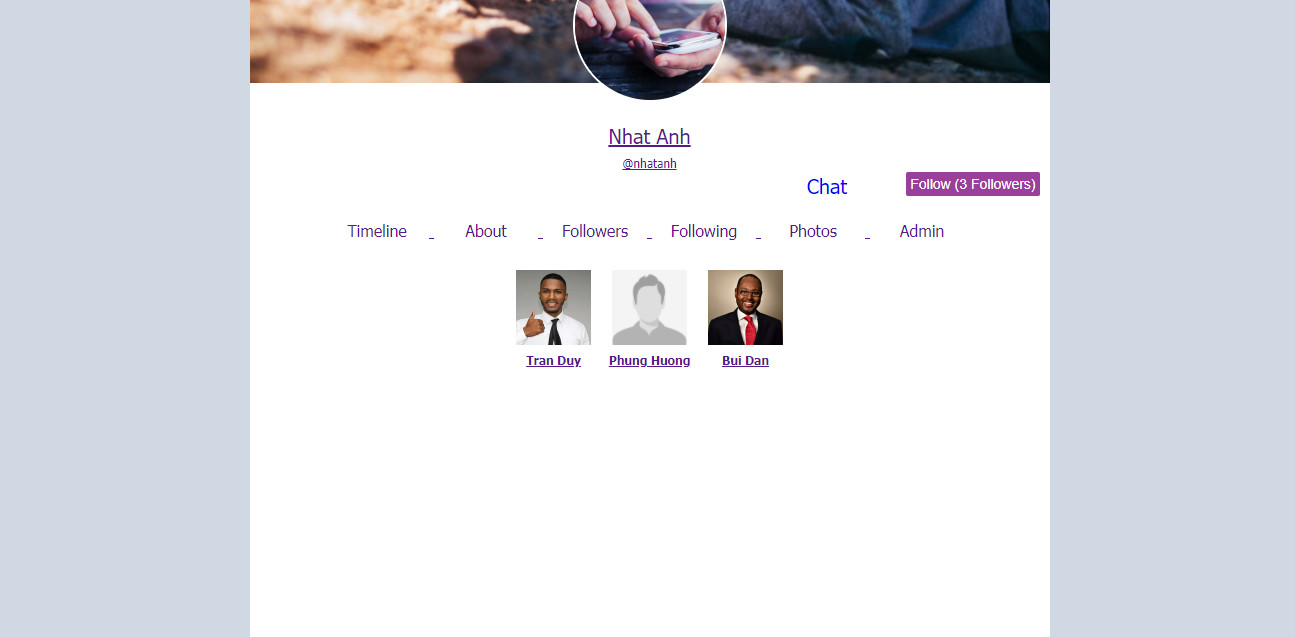 Nhat Anh
@nhatanh
Chat
Follow (3 Followers)
Timeline _ About _ Followers _ Following _ Photos _ Admin
Tran Duy Phung Huong Bui Dan